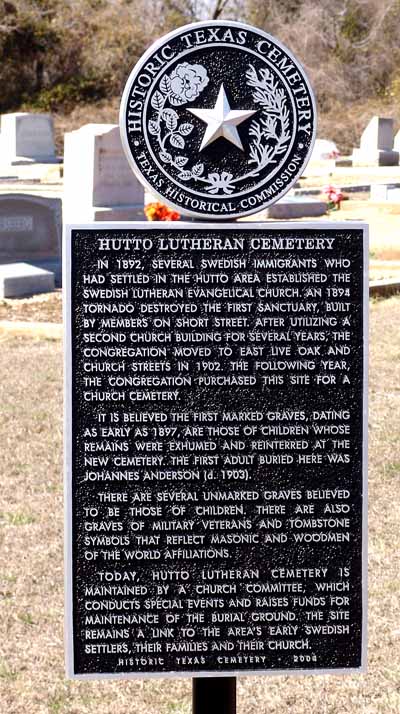 HISTORIC TEXAS CEMETERY
TEXAS HISTORICAL COMMISSION
HUTTO LUTHERAN CEMETERY
IN 1892, SEVERAL SWEDISH IMMIGRANTS WHO
HAD SETTLED IN THE HUTTO AREA ESTABLISHED THE
SWEDISH LUTHERAN EVANGELICAL CHURCH. AN 1894
TORNADO DESTROYED THE FIRST SANCTUARY, BUILT
BY MEMBERS ON SHORT STREET. AFTER UTILIZING A
SECOND CHURCH BUILDING FOR SEVERAL YEARS, THE
CONGREGATION MOVED TO EAST LIVE OAK AND
CHURCH STREETS IN 1902. THE FOLLOWING YEAR,
THE CONGREGATION PURCHASED THIS SITE FOR A
CHURCH CEMETERY.
IT IS BELIEVED THE FIRST MARKED GRAVES, DATING
AS EARLY AS 1897, ARE THOSE OF CHILDREN WHOSE
REMAINS WERE EXHUMED AND REINTERRED AT THE
NEW CEMETERY. THE FIRST ADULT BURIED HERE WAS
JOHANNES ANDERSON (d. 1903).
THERE ARE SEVERAL UNMARKED GRAVES BELIEVED
TO BE THOSE OF CHILDREN. THERE ARE ALSO
GRAVES OF MILITARY VETERANS AND TOMBSTONE
SYMBOLS THAT REFLECT MASONIC AND WOODMEN
OF THE WORLD AFFILIATIONS.
TODAY, HUTTO LUTHERAN CEMETERY IS
MAINTAINED BY A CHURCH COMMITTEE, WHICH
CONDUCTS SPECIAL EVENTS AND RAISES FUNDS FOR
MAINTENANCE OF THE BURIAL GROUND. THE SITE
REMAINS A LINK TO THE AREA'S EARLY SWEDISH
SETTLERS, THEIR FAMILIES AND THEIR CHURCH.
HISTORIC TEXAS CEMETERY 2004